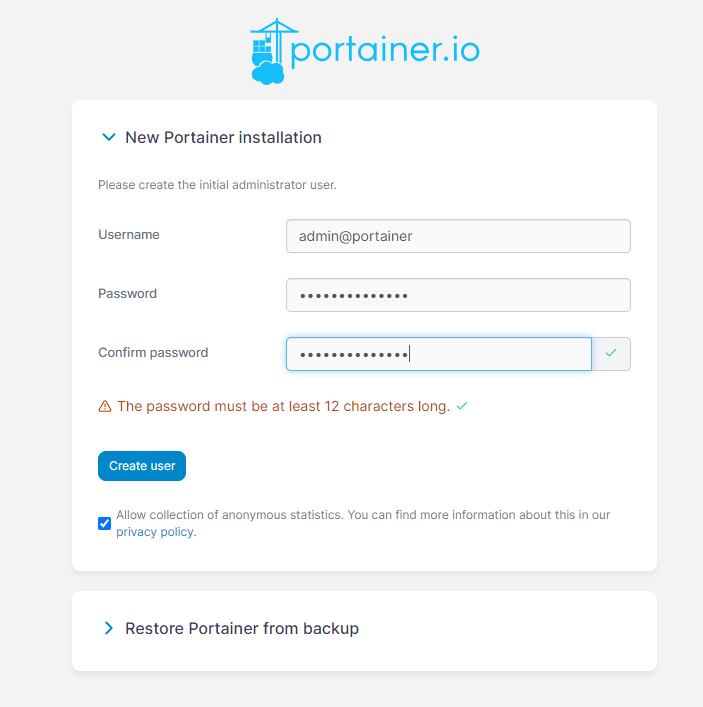 portainer.io
New Portainer installation
Please create the initial administrator user.
Username
admin@portainer
Password
••••••••••••••
Confirm password
••••••••••••••
The password must be at least 12 characters long.
Create user
Allow collection of anonymous statistics. You can find more information about this in our
privacy policy.
Restore Portainer from backup